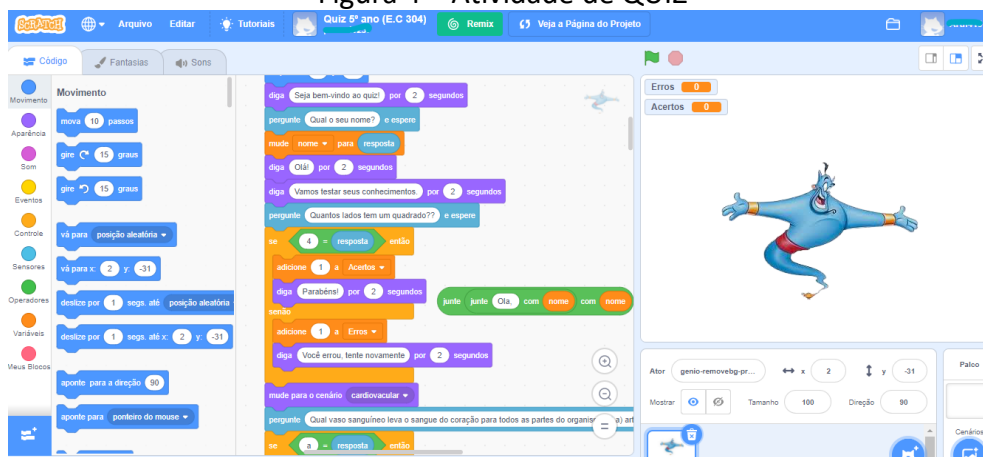 Figura 4 – Atividade de QUIZ
SCRATCH Arquivo Editar Tutoriais Quiz 5º ano (E.C 304) Remix Veja a Página do Projeto
Código Fantasias Sons
Movimento
Aparência
Som
Eventos
Controle
Sensores
Operadores
Variáveis
Meus Blocos
Movimento
mova 10 passos
gire 15 graus
gire 15 graus
vá para posição aleatória
vá para x: 2 y: -31
deslize por 1 segs. até posição aleatória
deslize por 1 segs. até x: 2 y: -31
aponte para a direção 90
aponte para ponteiro do mouse
diga Seja bem-vindo ao quiz! por 2 segundos
pergunte Qual o seu nome? e espere
mude nome para resposta
diga Olá! por 2 segundos
diga Vamos testar seus conhecimentos. por 2 segundos
pergunte Quantos lados tem um quadrado?? e espere
se 4 = resposta então
adicione 1 a Acertos
diga Parabéns! por 2 segundos
senão
adicione 1 a Erros
diga Você errou, tente novamente por 2 segundos
mude para o cenário cardiovacular
pergunte Qual vaso sanguíneo leva o sangue do coração para todos as partes do
se a = resposta então
junte junte Ola, com nome com nome
Erros 0
Acertos 0
Ator genio-removebg-pr... x 2 y -31
Mostrar Tamanho 100 Direção 90
Palco
Cenários